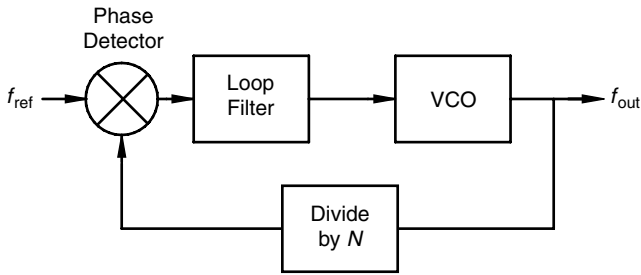 Phase
Detector
f_ref
Loop
Filter
VCO
f_out
Divide
by N